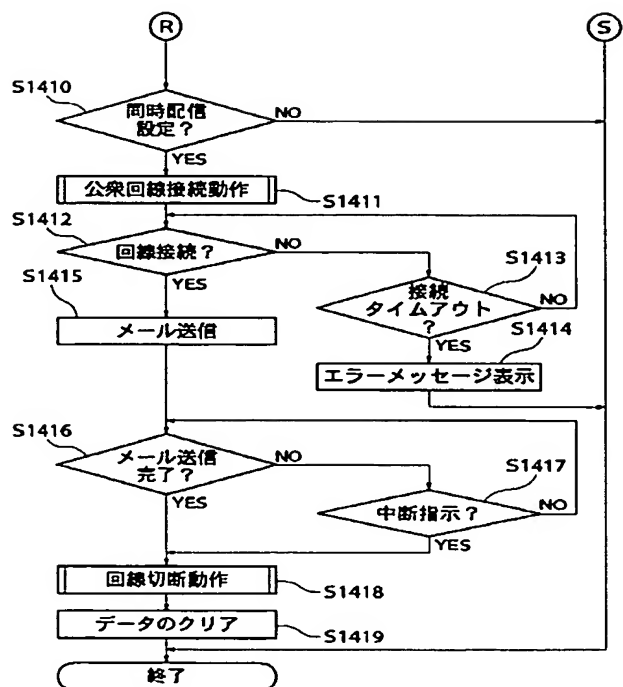 R
S
S1410
同時配信
設定？
NO
YES
公衆回線接続動作
S1411
S1412
回線接続？
NO
YES
S1413
接続
タイムアウト
？
NO
YES
S1414
エラーメッセージ表示
S1415
メール送信
S1416
メール送信
完了？
NO
YES
S1417
中断指示？
NO
YES
回線切断動作
S1418
データのクリア
S1419
終了